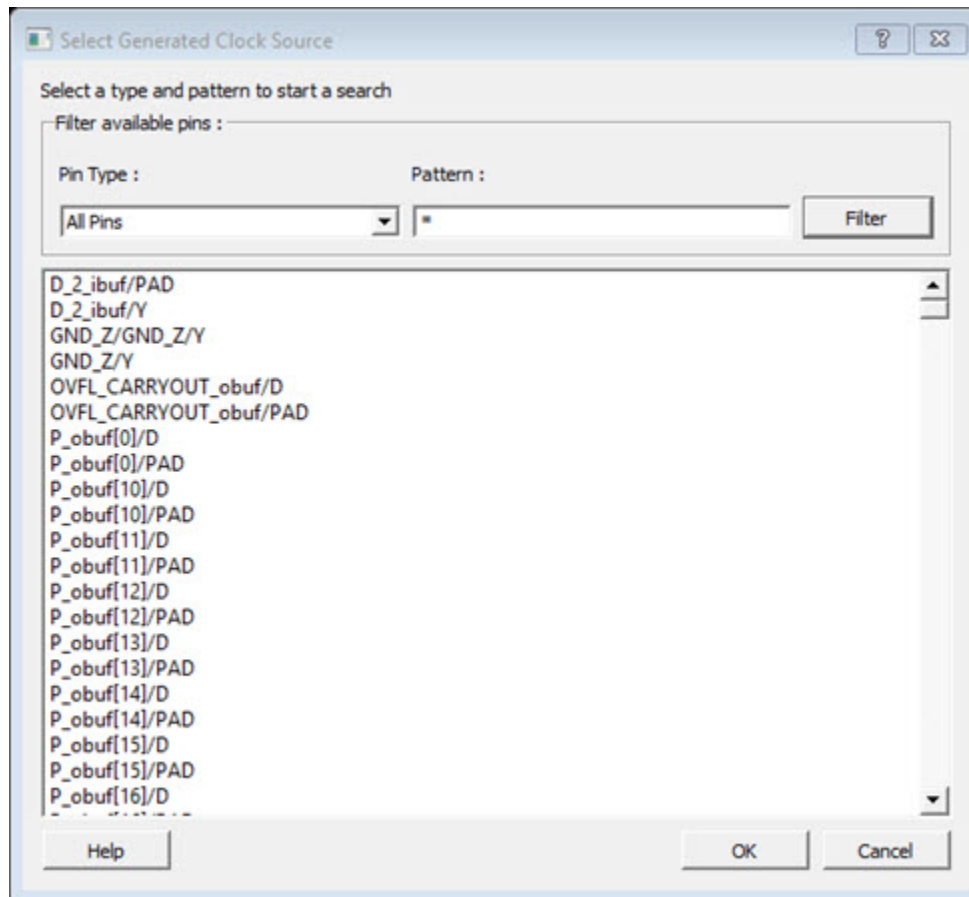 Select Generated Clock Source
Select a type and pattern to start a search
Filter available pins :
Pin Type : Pattern :
All Pins * Filter
D_2_ibuf/PAD
D_2_ibuf/Y
GND_Z/GND_Z/Y
GND_Z/Y
OVFL_CARRYOUT_obuf/D
OVFL_CARRYOUT_obuf/PAD
P_obuf[0]/D
P_obuf[0]/PAD
P_obuf[10]/D
P_obuf[10]/PAD
P_obuf[11]/D
P_obuf[11]/PAD
P_obuf[12]/D
P_obuf[12]/PAD
P_obuf[13]/D
P_obuf[13]/PAD
P_obuf[14]/D
P_obuf[14]/PAD
P_obuf[15]/D
P_obuf[15]/PAD
P_obuf[16]/D
Help OK Cancel